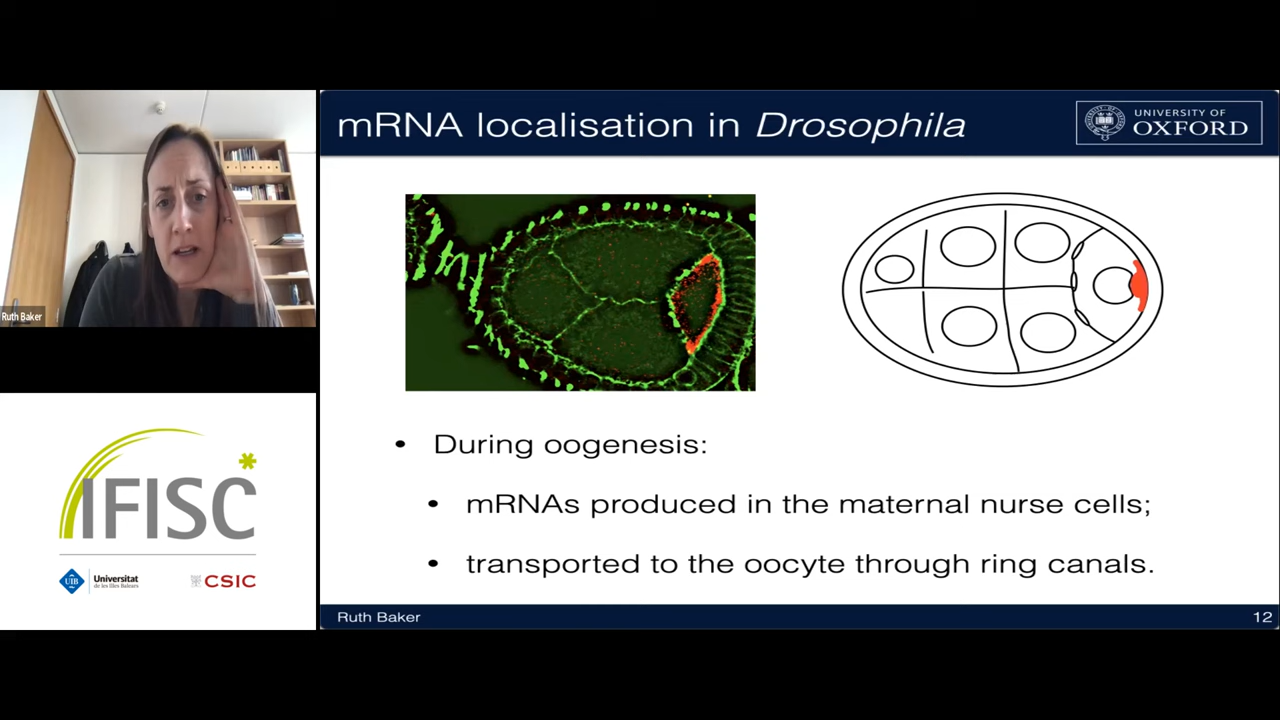 mRNA localisation in Drosophila
UNIVERSITY OF
OXFORD
Ruth Baker
IFISC
UIB
Universitat
de les Illes Balears
CSIC
• During oogenesis:
• mRNAs produced in the maternal nurse cells;
• transported to the oocyte through ring canals.
Ruth Baker
12